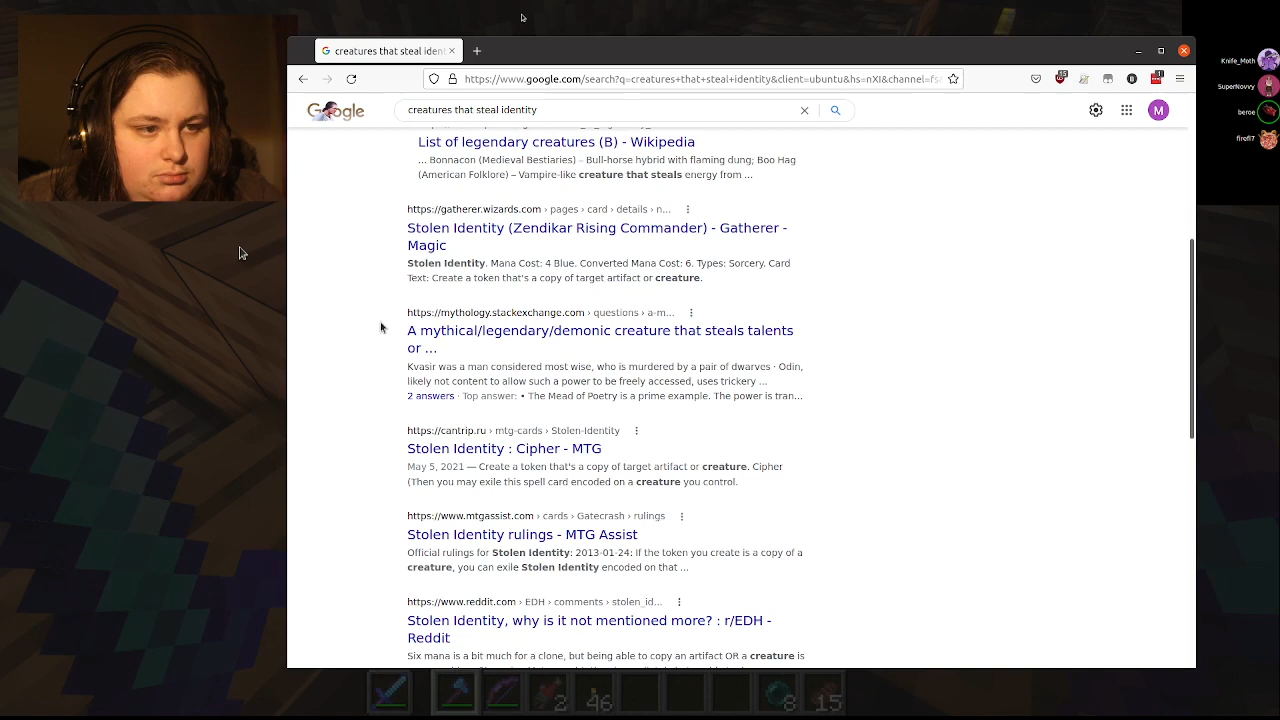 creatures that steal ident
https://www.google.com/search?q=creatures+that+steal+identity&client=ubuntu&hs=nXI&channel=fs
Google
creatures that steal identity
M
Knife_Moth
SuperNovvy
beroe
firefl7
List of legendary creatures (B) - Wikipedia
... Bonnacon (Medieval Bestiaries) – Bull-horse hybrid with flaming dung; Boo Hag
(American Folklore) – Vampire-like creature that steals energy from ...
https://gatherer.wizards.com › pages › card › details › n...
Stolen Identity (Zendikar Rising Commander) - Gatherer -
Magic
Stolen Identity. Mana Cost: 4 Blue. Converted Mana Cost: 6. Types: Sorcery. Card
Text: Create a token that's a copy of target artifact or creature.
https://mythology.stackexchange.com › questions › a-m...
A mythical/legendary/demonic creature that steals talents
or ...
Kvasir was a man considered most wise, who is murdered by a pair of dwarves · Odin,
likely not content to allow such a power to be freely accessed, uses trickery ...
2 answers · Top answer: • The Mead of Poetry is a prime example. The power is tran...
https://cantrip.ru › mtg-cards › Stolen-Identity
Stolen Identity : Cipher - MTG
May 5, 2021 — Create a token that's a copy of target artifact or creature. Cipher
(Then you may exile this spell card encoded on a creature you control.
https://www.mtgassist.com › cards › Gatecrash › rulings
Stolen Identity rulings - MTG Assist
Official rulings for Stolen Identity: 2013-01-24: If the token you create is a copy of a
creature, you can exile Stolen Identity encoded on that ...
https://www.reddit.com › EDH › comments › stolen_id...
Stolen Identity, why is it not mentioned more? : r/EDH -
Reddit
Six mana is a bit much for a clone, but being able to copy an artifact OR a creature is
2
46
8
15